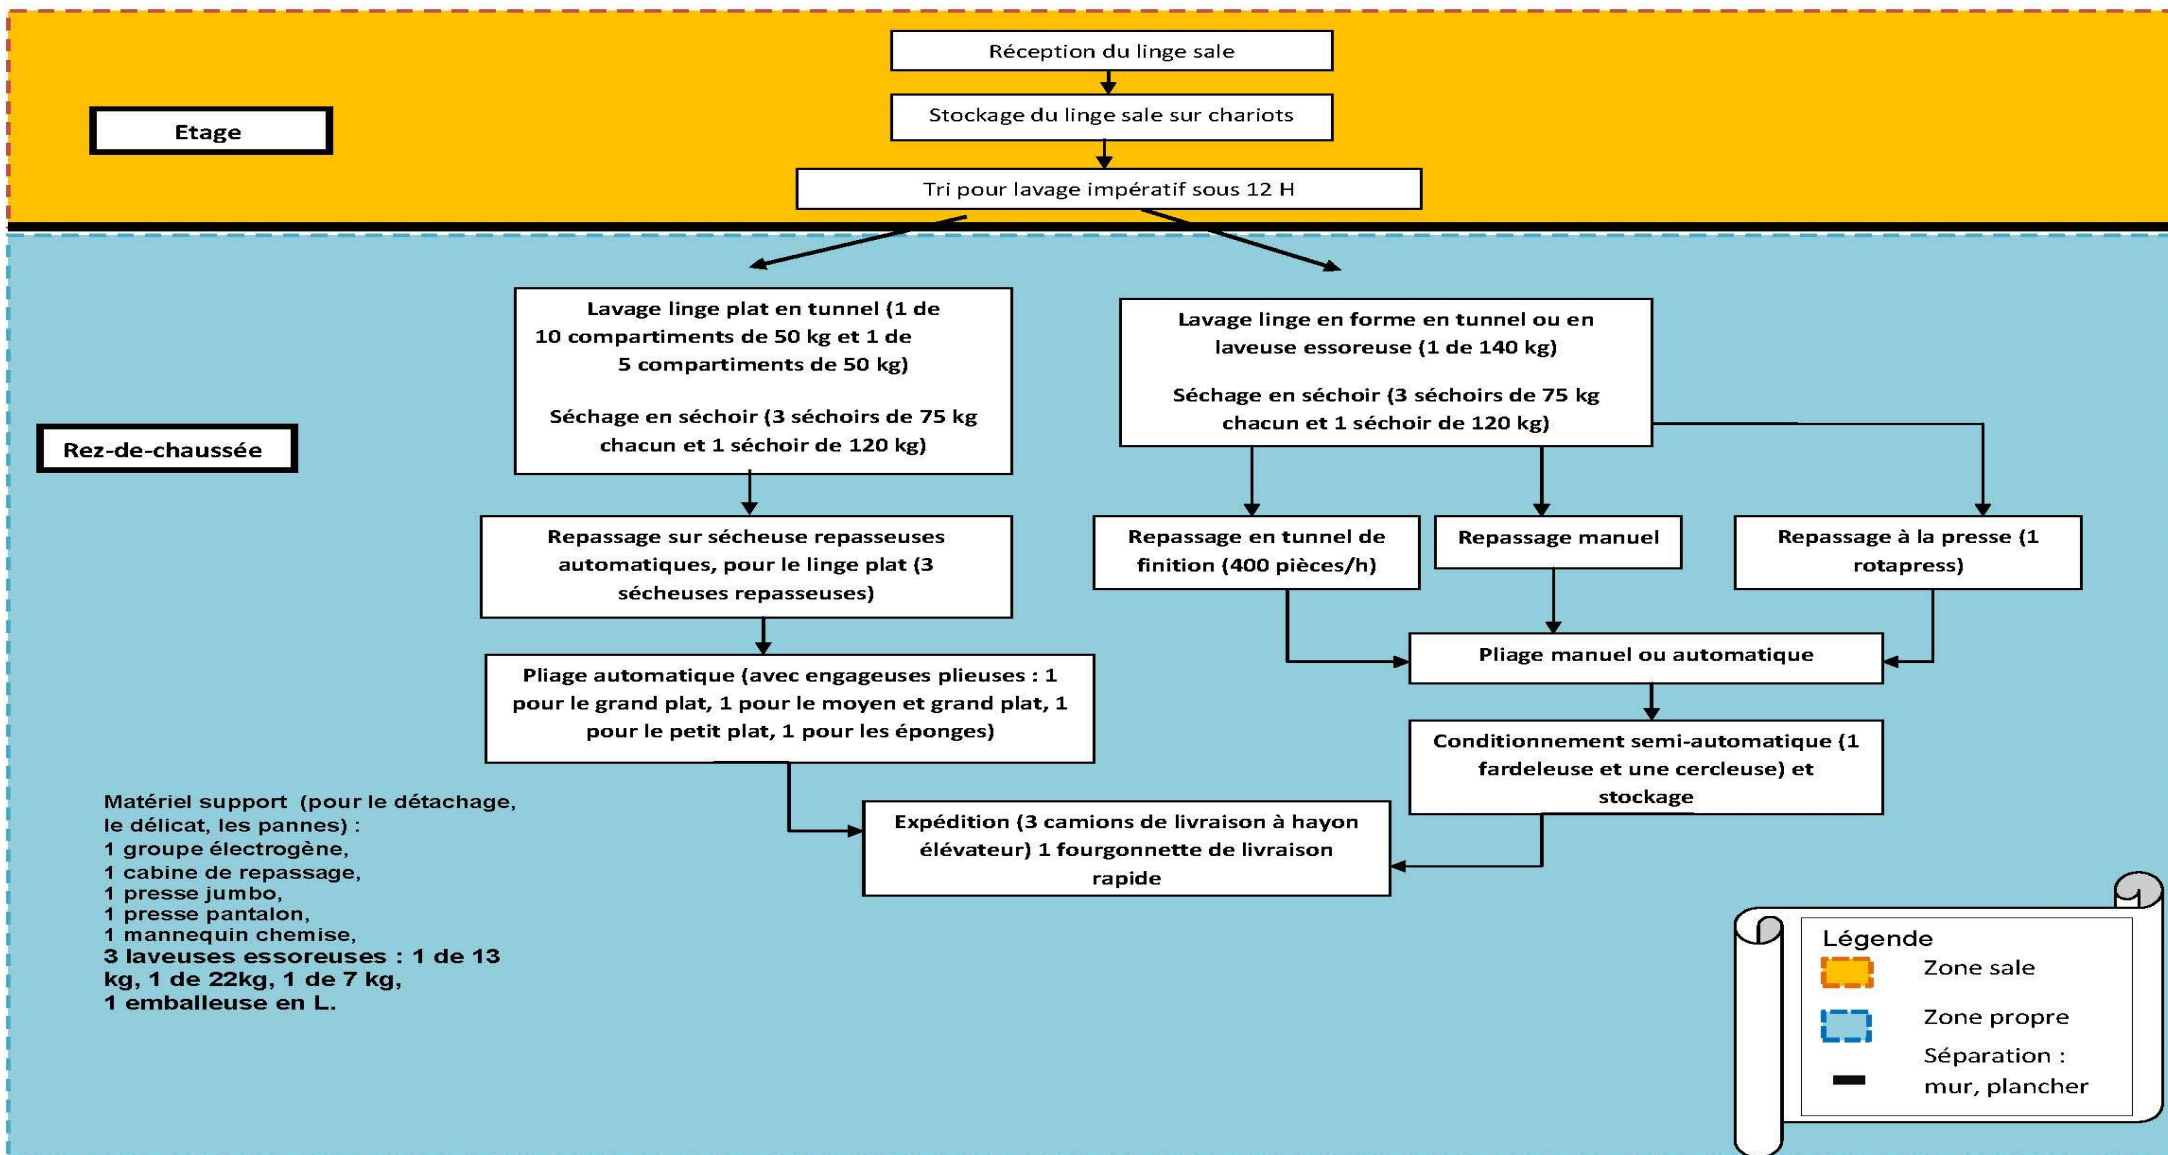 Réception du linge sale
Stockage du linge sale sur chariots
Etage
Tri pour lavage impératif sous 12 H
Lavage linge plat en tunnel (1 de
10 compartiments de 50 kg et 1 de
5 compartiments de 50 kg)
Séchage en séchoir (3 séchoirs de 75 kg
chacun et 1 séchoir de 120 kg)
Lavage linge en forme en tunnel ou en
laveuse essoreuse (1 de 140 kg)
Séchage en séchoir (3 séchoirs de 75 kg
chacun et 1 séchoir de 120 kg)
Rez-de-chaussée
Repassage sur sécheuse repasseuses
automatiques, pour le linge plat (3
sécheuses repasseuses)
Repassage en tunnel de
finition (400 pièces/h)
Repassage manuel
Repassage à la presse (1
rotapress)
Pliage automatique (avec engageuses plieuses : 1
pour le grand plat, 1 pour le moyen et grand plat, 1
pour le petit plat, 1 pour les éponges)
Pliage manuel ou automatique
Conditionnement semi-automatique (1
fardeleuse et une cercleuse) et
stockage
Expédition (3 camions de livraison à hayon
élévateur) 1 fourgonnette de livraison
rapide
Matériel support (pour le détachage,
le délicat, les pannes) :
1 groupe électrogène,
1 cabine de repassage,
1 presse jumbo,
1 presse pantalon,
1 mannequin chemise,
3 laveuses essoreuses : 1 de 13
kg, 1 de 22kg, 1 de 7 kg,
1 emballeuse en L.
Légende
Zone sale
Zone propre
Séparation :
mur, plancher